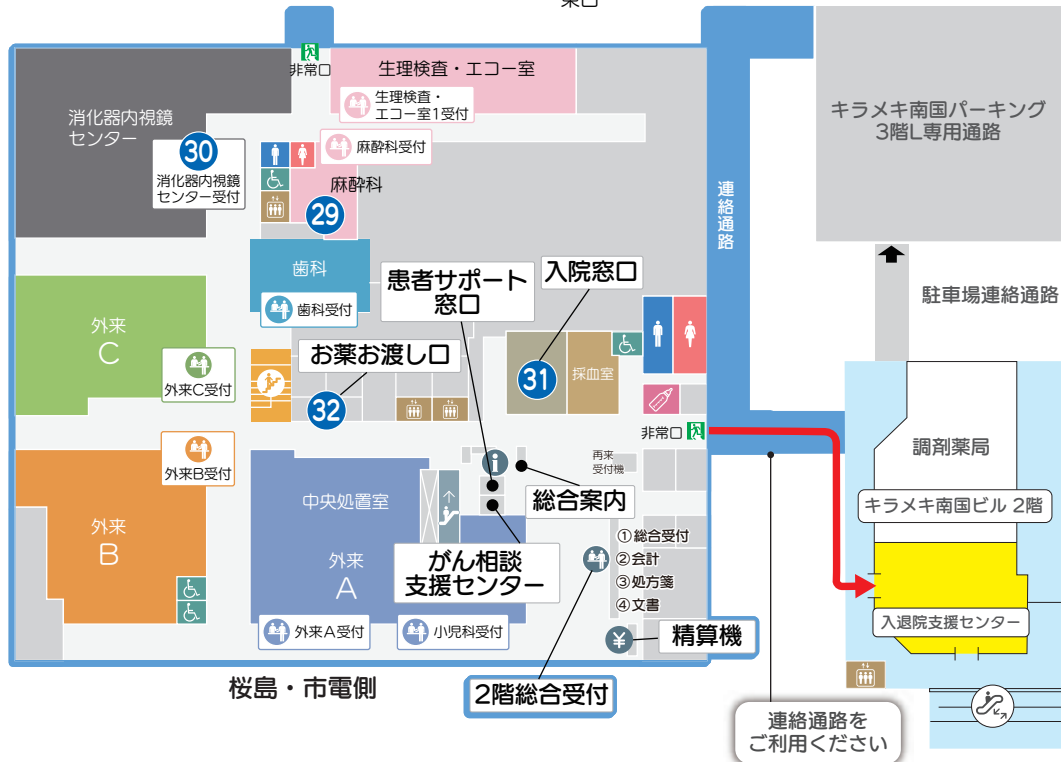 東口
非常口
生理検査・エコー室
生理検査・
エコー室1受付
消化器内視鏡
センター
30
消化器内視鏡
センター受付
麻酔科受付
麻酔科
29
キラメキ南国パーキング
3階L専用通路
連絡通路
歯科
歯科受付
患者サポート
窓口
入院窓口
駐車場連絡通路
外来
C
外来C受付
お薬お渡し口
32
31
採血室
非常口
再来
受付機
調剤薬局
キラメキ南国ビル 2階
外来B受付
外来
B
中央処置室
総合案内
外来
A
がん相談
支援センター
①総合受付
②会計
③処方箋
④文書
入退院支援センター
外来A受付
小児科受付
¥
精算機
桜島・市電側
2階総合受付
連絡通路を
ご利用ください